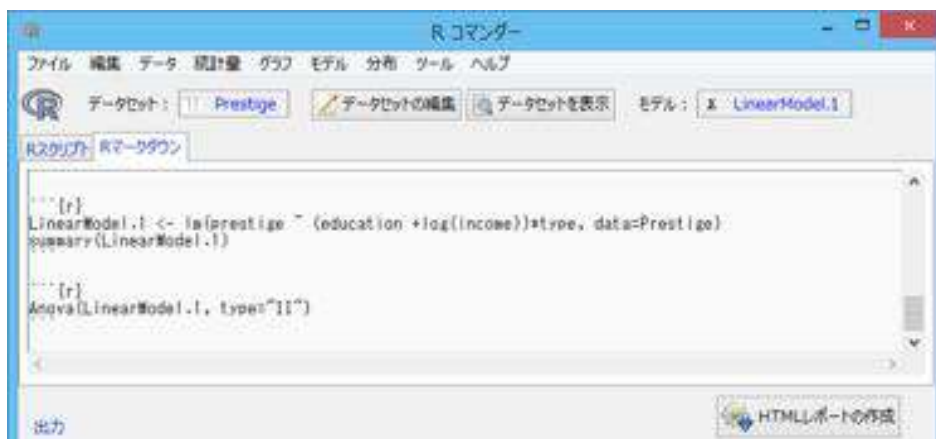 R コマンダー
ファイル 編集 データ 統計量 グラフ モデル 分布 ツール ヘルプ
データセット: Prestige データセットの編集 データセットを表示 モデル: Σ LinearModel.1
Rスクリプト Rマークダウン
```{r}
LinearModel.1 <- lm(prestige ~ (education +log(income))*type, data=Prestige)
summary(LinearModel.1)
```
```{r}
Anova(LinearModel.1, type="II")
出力
HTMLレポートの作成